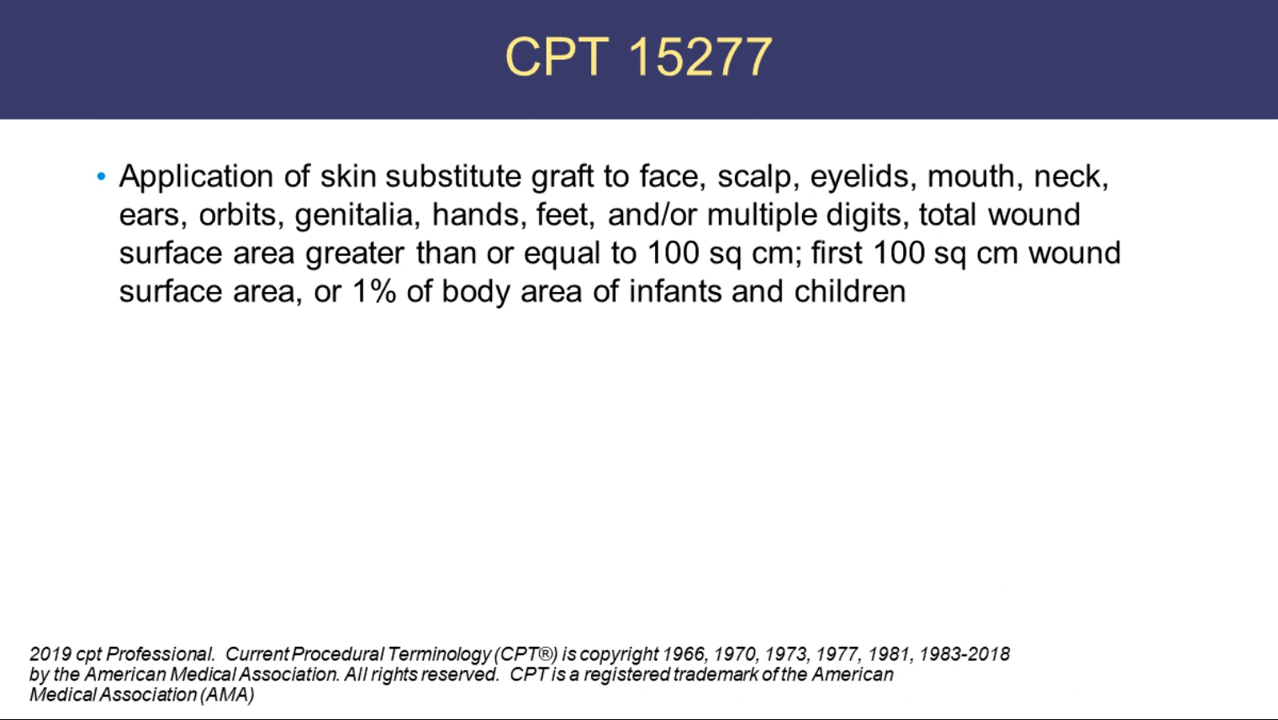 CPT 15277
• Application of skin substitute graft to face, scalp, eyelids, mouth, neck,
ears, orbits, genitalia, hands, feet, and/or multiple digits, total wound
surface area greater than or equal to 100 sq cm; first 100 sq cm wound
surface area, or 1% of body area of infants and children
2019 cpt Professional. Current Procedural Terminology (CPT®) is copyright 1966, 1970, 1973, 1977, 1981, 1983-2018
by the American Medical Association. All rights reserved. CPT is a registered trademark of the American
Medical Association (AMA)